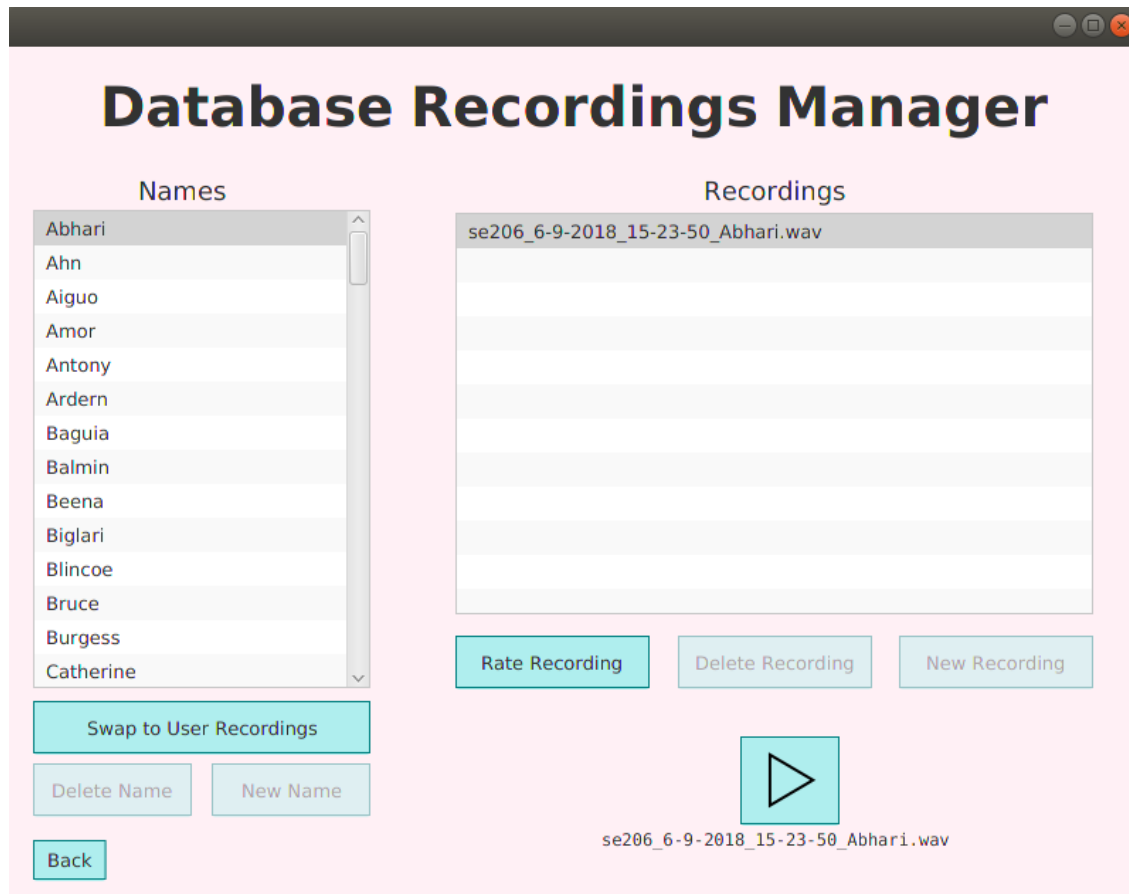 Database Recordings Manager
Names
Abhari
Ahn
Aiguo
Amor
Antony
Ardern
Baguia
Balmin
Beena
Biglari
Blincoe
Bruce
Burgess
Catherine
Swap to User Recordings
Delete Name
New Name
Back
Recordings
se206_6-9-2018_15-23-50_Abhari.wav
Rate Recording
Delete Recording
New Recording
se206_6-9-2018_15-23-50_Abhari.wav